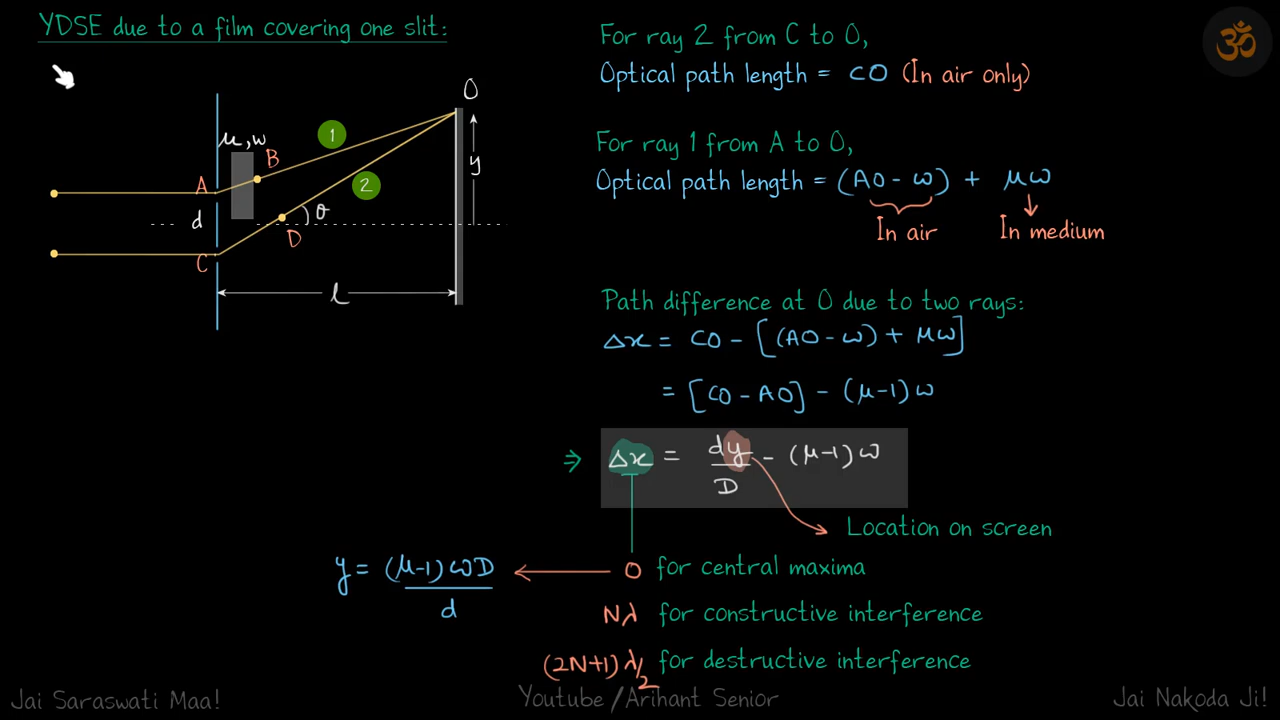 YDSE due to a film covering one slit:
μ, w
A
B
1
2
O
y
d
θ
C
D
l
For ray 2 from C to O,
Optical path length = CO (In air only)
For ray 1 from A to O,
Optical path length = (AO - w) + μw
In air
In medium
Path difference at O due to two rays:
Δx = CO - [(AO - w) + μw]
= [CO - AO] - (μ-1)w
⇒ Δx = dy/D - (μ-1)w
Location on screen
y = (μ-1)wD/d
0 for central maxima
Nλ for constructive interference
(2N+1)λ/2 for destructive interference
ॐ
Jai Saraswati Maa!
Youtube /Arihant Senior
Jai Nakoda Ji!